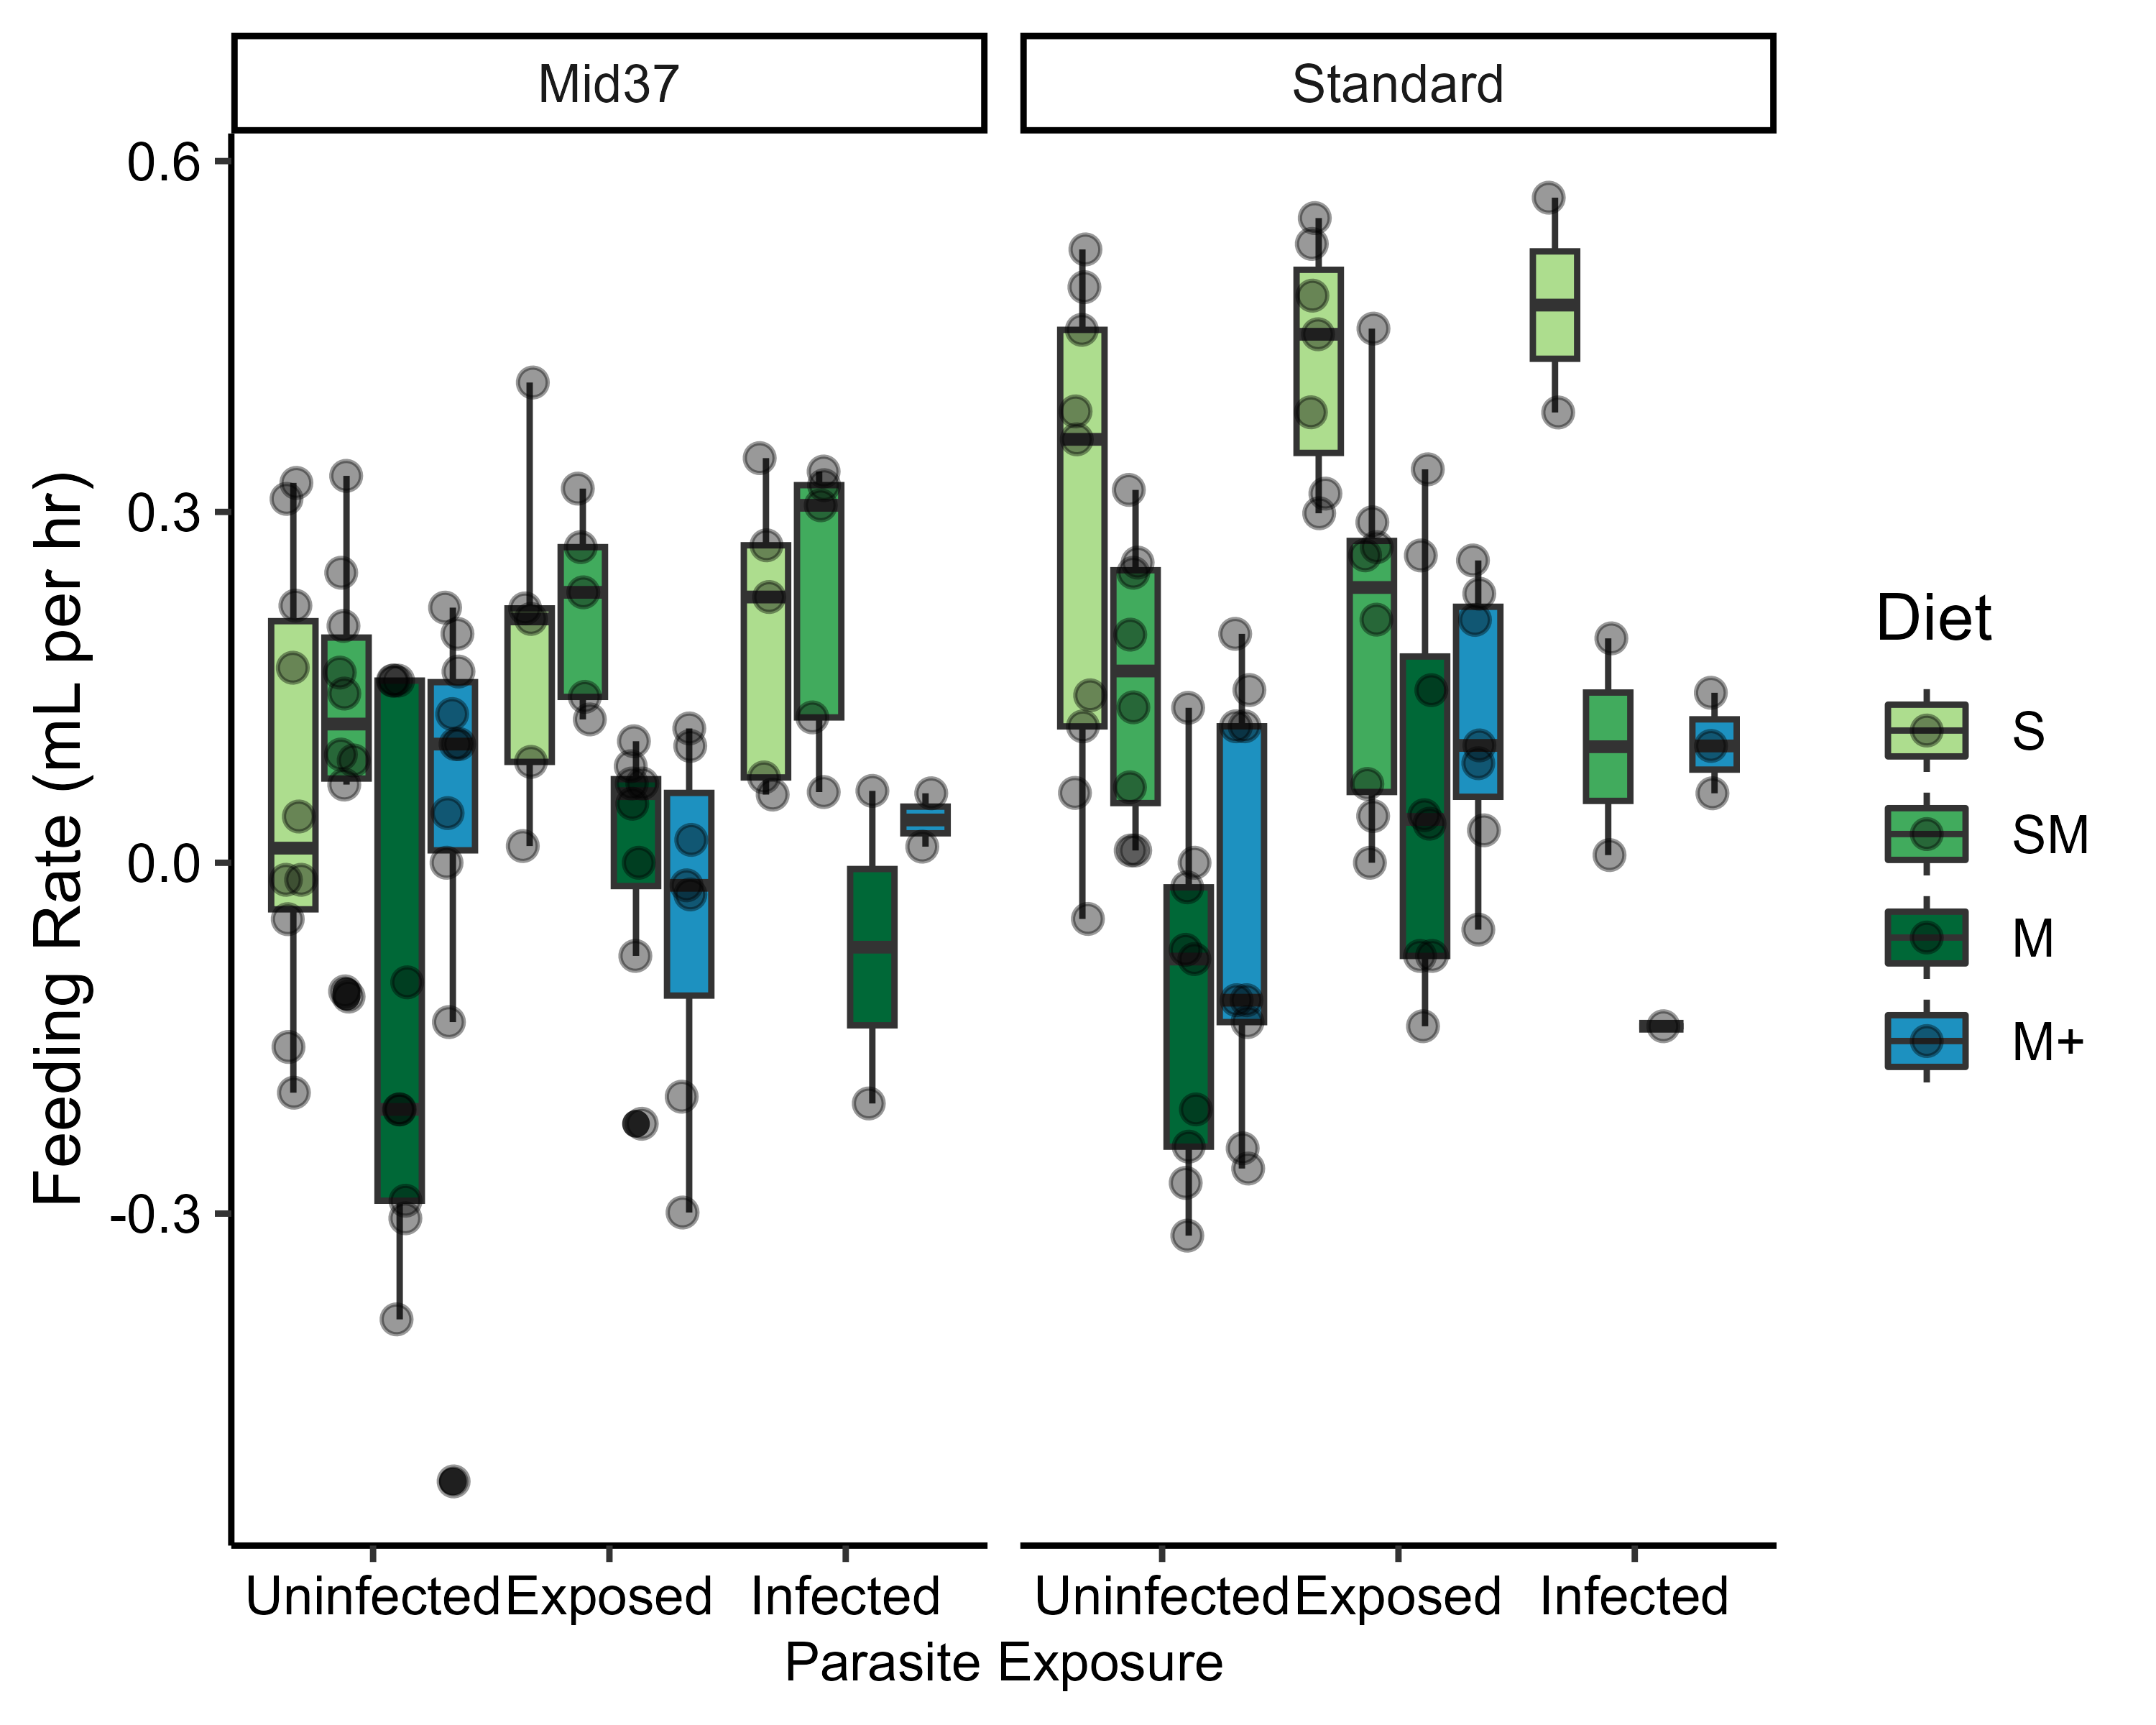 Mid37
Standard
Feeding Rate (mL per hr)
0.6
0.3
0.0
-0.3
Uninfected Exposed Infected
Uninfected Exposed Infected
Parasite Exposure
Diet
S
SM
M
M+